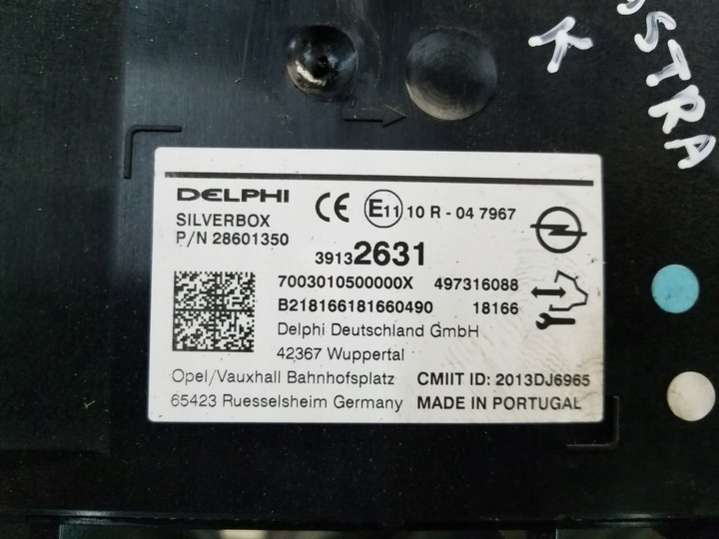 ASTRA
K
DELPHI
SILVERBOX
P/N 28601350
CE E11 10 R - 04 7967
39132631
7003010500000X 497316088
B218166181660490 18166
Delphi Deutschland GmbH
42367 Wuppertal
Opel/Vauxhall Bahnhofsplatz CMIIT ID: 2013DJ6965
65423 Ruesselsheim Germany MADE IN PORTUGAL